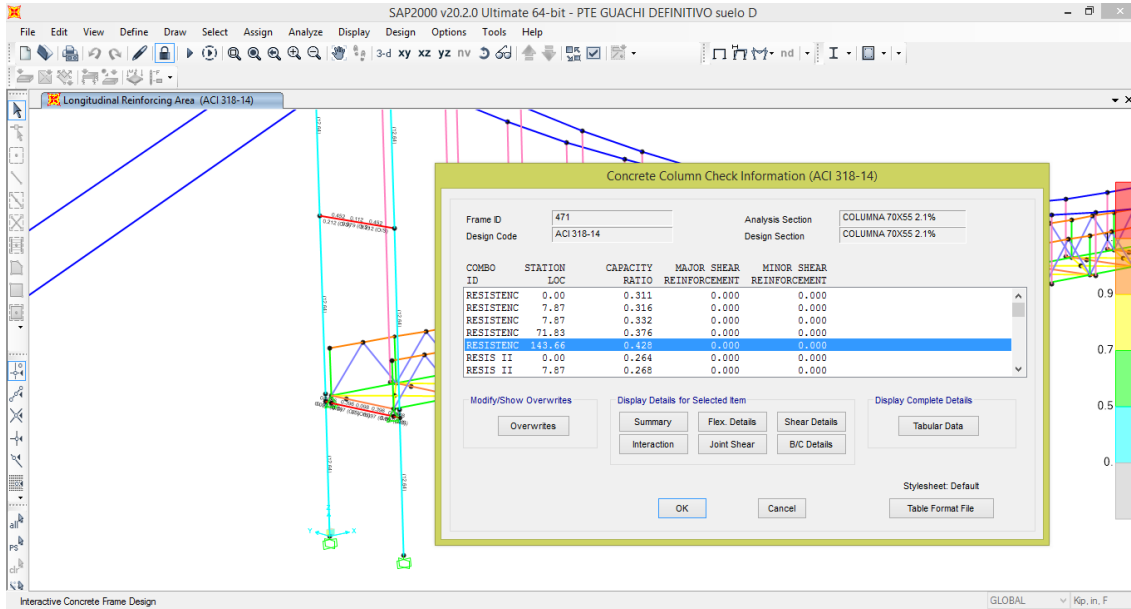 SAP2000 v20.2.0 Ultimate 64-bit - PTE GUACHI DEFINITIVO suelo D
File Edit View Define Draw Select Assign Analyze Display Design Options Tools Help
3-d xy xz yz nv nd
Longitudinal Reinforcing Area (ACI 318-14)
Concrete Column Check Information (ACI 318-14)
Frame ID 471 Analysis Section COLUMNA 70X55 2.1%
Design Code ACI 318-14 Design Section COLUMNA 70X55 2.1%
COMBO STATION CAPACITY MAJOR SHEAR MINOR SHEAR
ID LOC RATIO REINFORCEMENT REINFORCEMENT
RESISTENC 0.00 0.311 0.000 0.000
RESISTENC 7.87 0.316 0.000 0.000
RESISTENC 7.87 0.332 0.000 0.000
RESISTENC 71.83 0.376 0.000 0.000
RESISTENC 143.66 0.428 0.000 0.000
RESIS II 0.00 0.264 0.000 0.000
RESIS II 7.87 0.268 0.000 0.000
Modify/Show Overwrites Display Details for Selected Item Display Complete Details
Overwrites Summary Flex. Details Shear Details Tabular Data
Interaction Joint Shear B/C Details
Stylesheet: Default
OK Cancel Table Format File
0.9
0.7
0.5
0.
(12.66)
(12.66)
Y X
all
PS
clr
Interactive Concrete Frame Design GLOBAL Kip, in, F